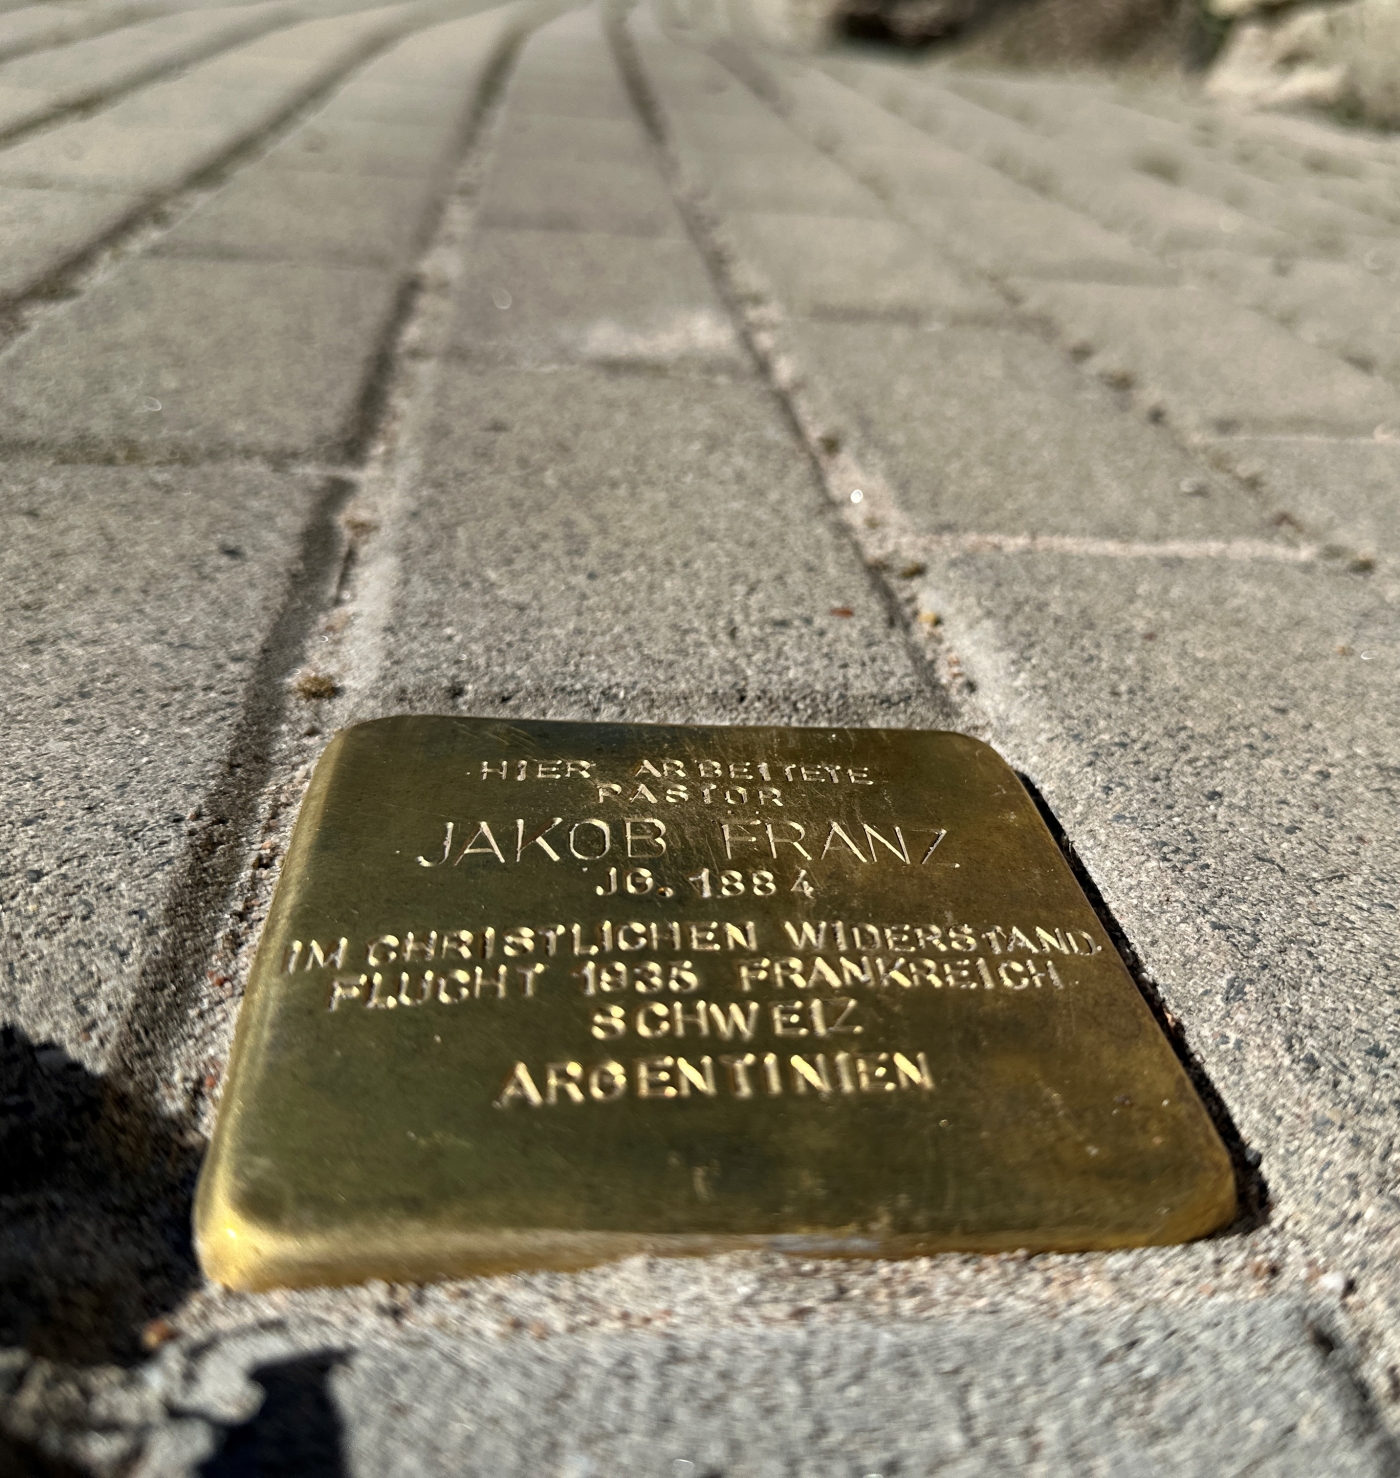 HIER ARBEITETE
PASTOR
JAKOB FRANZ
JG. 1884
IM CHRISTLICHEN WIDERSTAND
FLUCHT 1935 FRANKREICH
SCHWEIZ
ARGENTINIEN